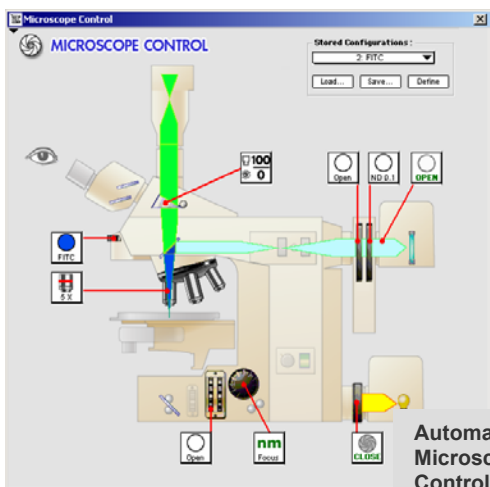 Microscope Control
MICROSCOPE CONTROL
Stored Configurations:
2: FITC
Load... Save... Define
100
0
Open
ND 0.1
OPEN
FITC
5 X
Open
nm
Focus
CLOSE
Automa
Microsc
Control